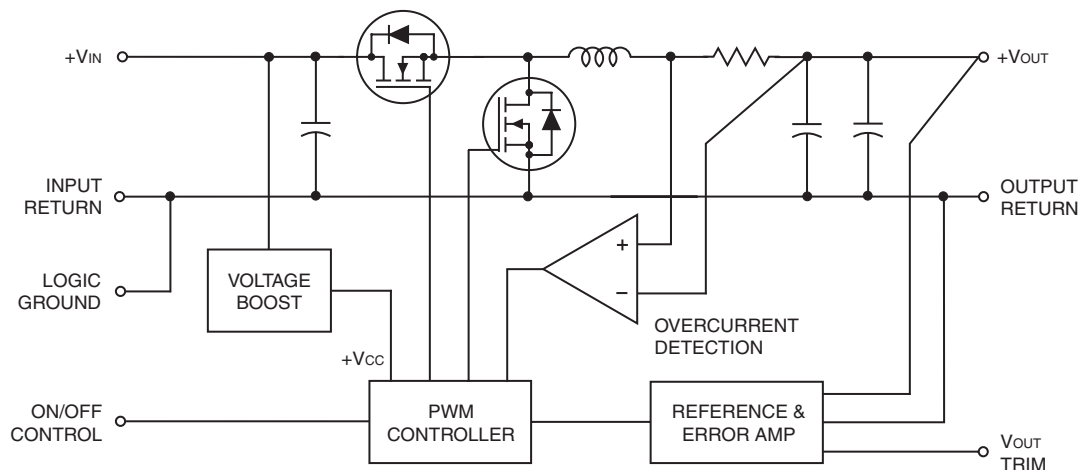 +VIN
+VOUT
INPUT
RETURN
OUTPUT
RETURN
LOGIC
GROUND
VOLTAGE
BOOST
+
−
OVERCURRENT
DETECTION
+VCC
ON/OFF
CONTROL
PWM
CONTROLLER
REFERENCE &
ERROR AMP
VOUT
TRIM